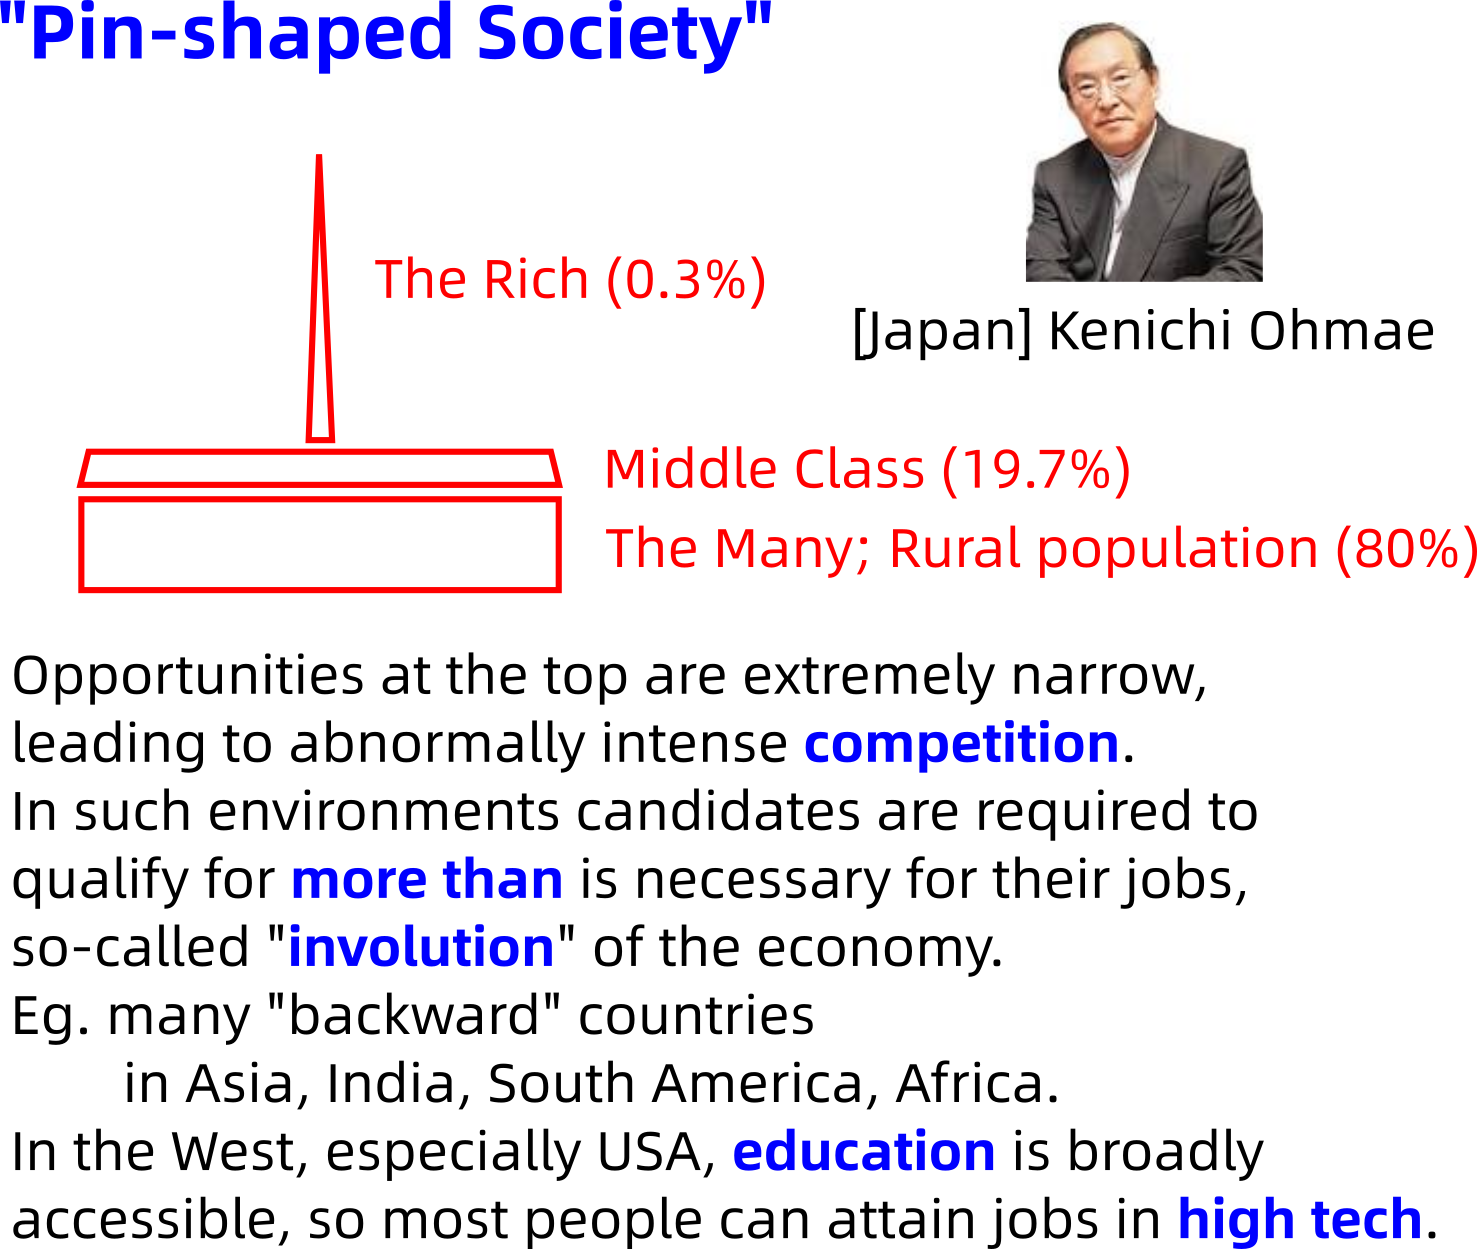 "Pin-shaped Society"
The Rich (0.3%)
[Japan] Kenichi Ohmae
Middle Class (19.7%)
The Many; Rural population (80%)
Opportunities at the top are extremely narrow,
leading to abnormally intense competition.
In such environments candidates are required to
qualify for more than is necessary for their jobs,
so-called "involution" of the economy.
Eg. many "backward" countries
in Asia, India, South America, Africa.
In the West, especially USA, education is broadly
accessible, so most people can attain jobs in high tech.